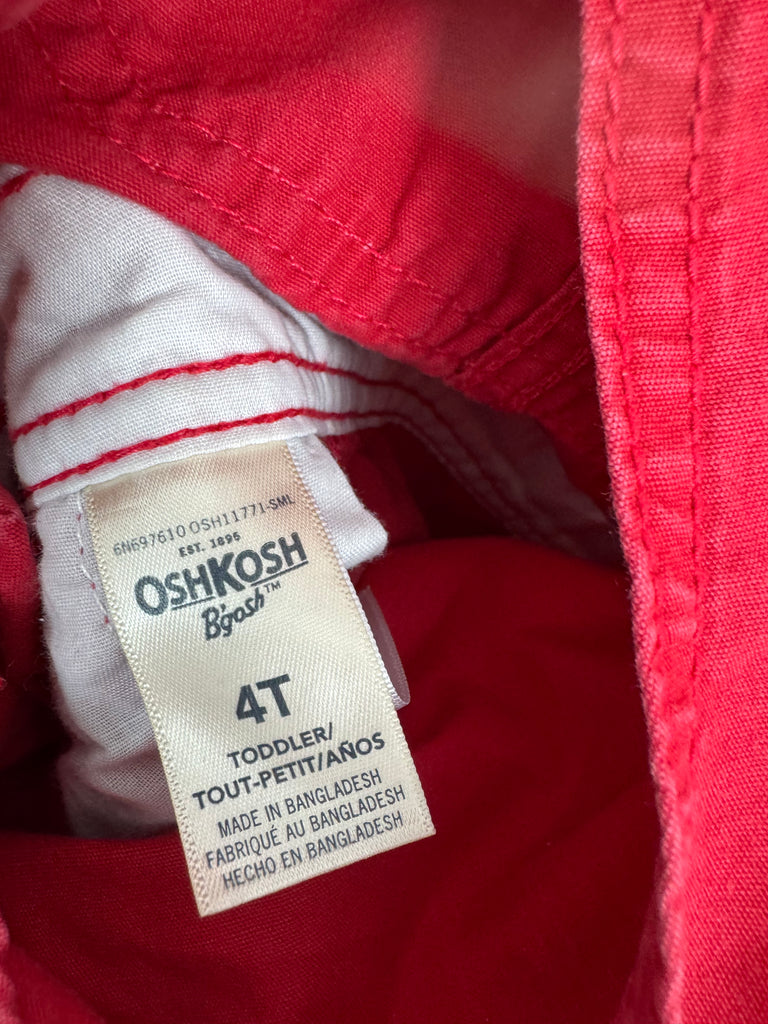 6N697610 OSH11771-SML
EST. 1895
OSHKOSH
B'gosh™
4T
TODDLER/
TOUT-PETIT/AÑOS
MADE IN BANGLADESH
FABRIQUÉ AU BANGLADESH
HECHO EN BANGLADESH